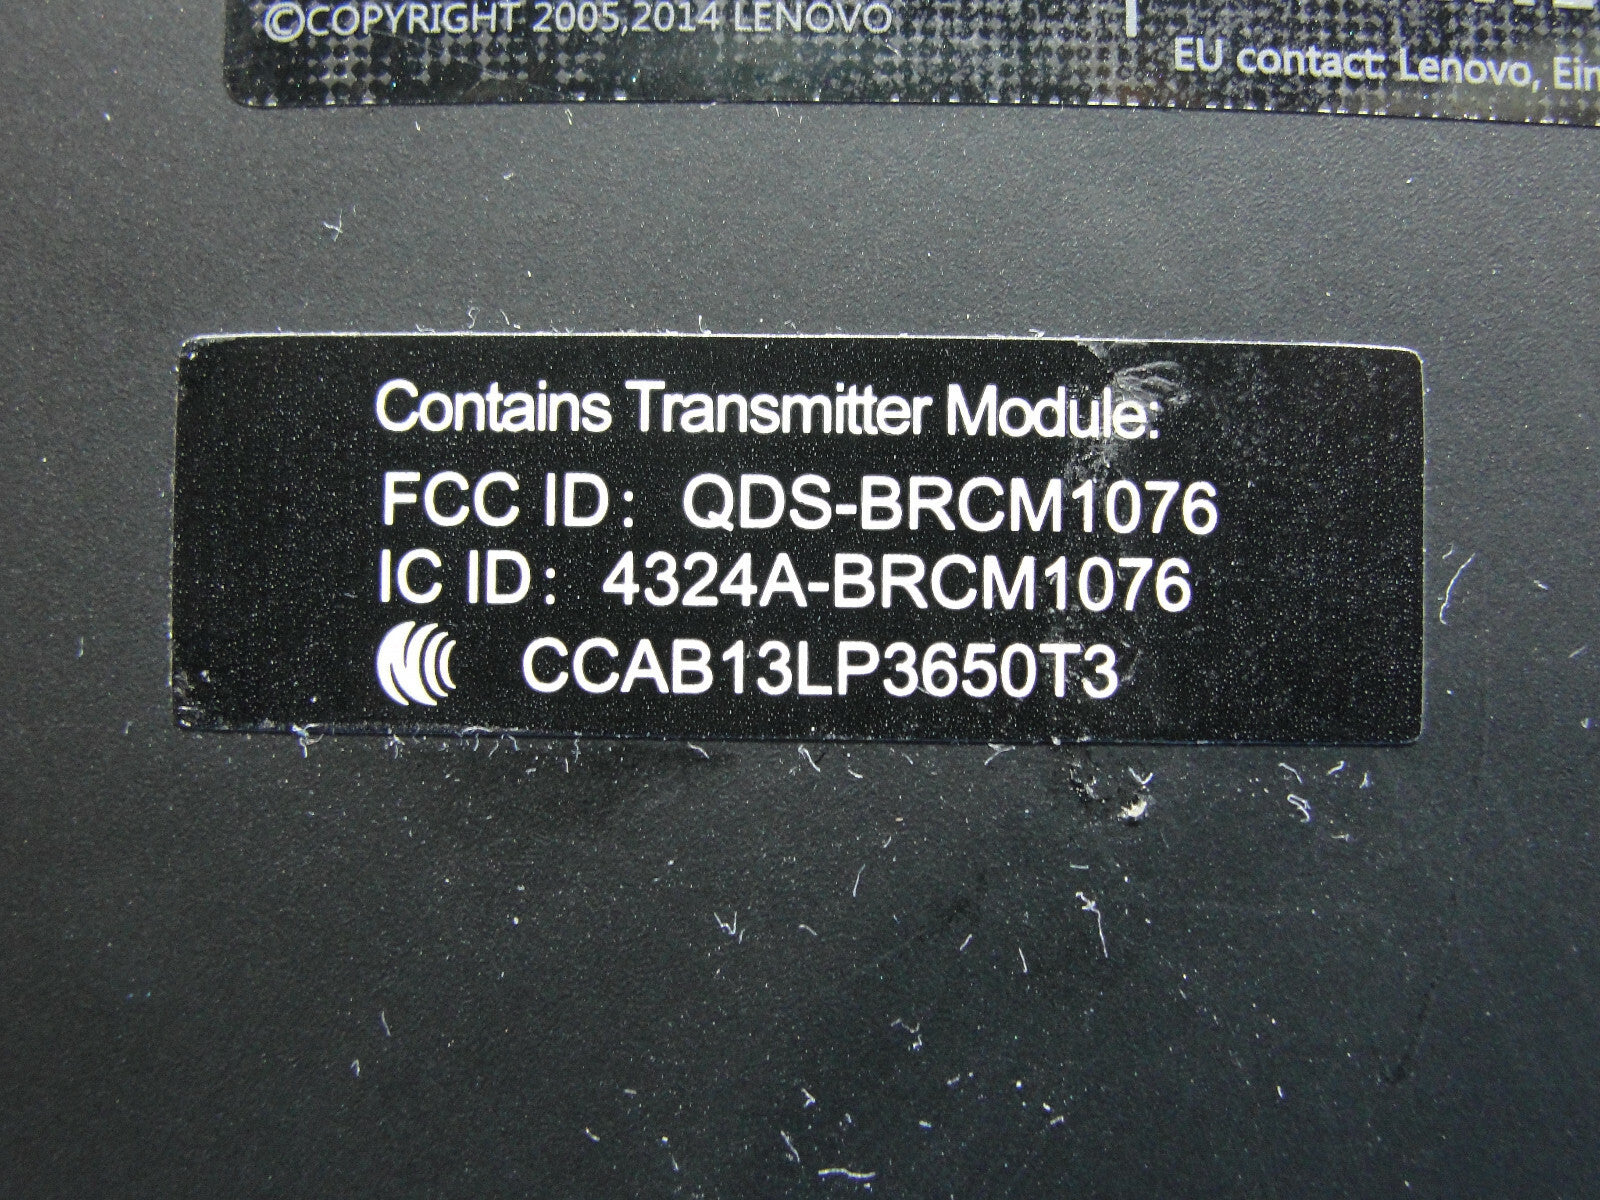 ©COPYRIGHT 2005,2014 LENOVO
EU contact: Lenovo,
Contains Transmitter Module:
FCC ID: QDS-BRCM1076
IC ID: 4324A-BRCM1076
CCAB13LP3650T3